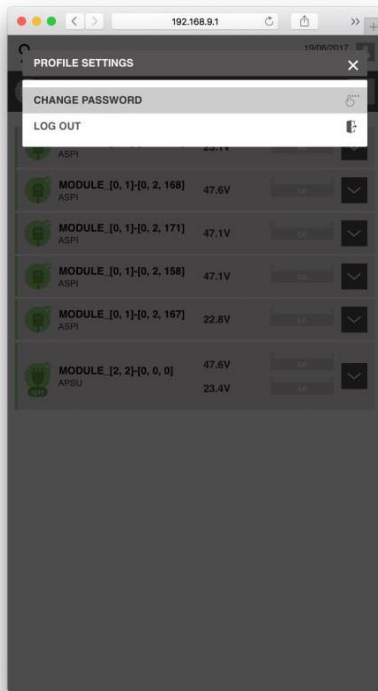 192.168.9.1
19/06/2017
PROFILE SETTINGS
CHANGE PASSWORD
LOG OUT
ASPI 23.1V
MODULE_[0, 1]-[0, 2, 168] 47.6V
ASPI
MODULE_[0, 1]-[0, 2, 171] 47.1V
ASPI
MODULE_[0, 1]-[0, 2, 158] 47.1V
ASPI
MODULE_[0, 1]-[0, 2, 167] 22.8V
ASPI
MODULE_[2, 2]-[0, 0, 0] 47.6V
APSU 23.4V